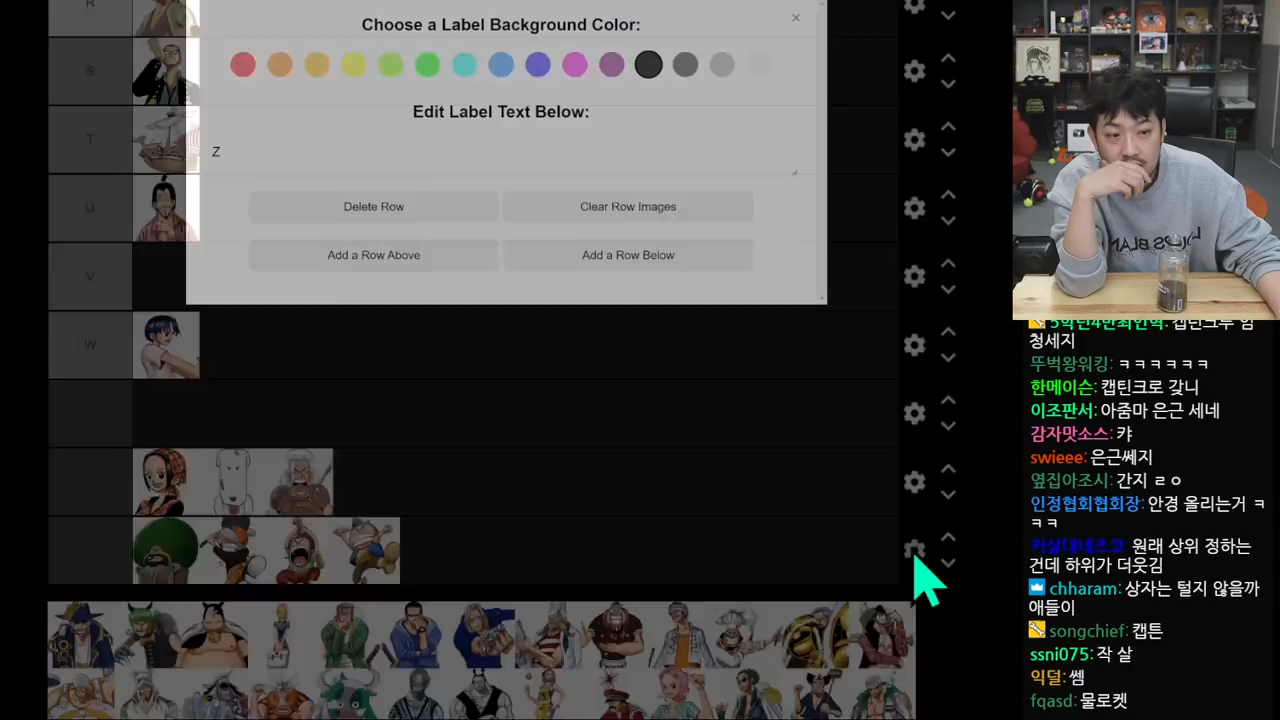 Choose a Label Background Color:
×
Edit Label Text Below:
Z
Delete Row
Clear Row Images
Add a Row Above
Add a Row Below
R
S
T
U
V
W
세지
뚜벅왕워킹: ㅋㅋㅋㅋㅋㅋ
한메이슨: 캡틴크로 갖니
이조판서: 아줌마 은근 세네
감자맛소스: 캬
swieee: 은근쎄지
옆집아조시: 간지 ㄹㅇ
인정협회협회장: 안경 올리는거 ㅋ
ㅋㅋ
원래 상위 정하는
건데 하위가 더웃김
chharam: 상자는 털지 않을까
애들이
songchief: 캡튼
ssni075: 작 살
익덜: 쎔
fqasd: 물로켓